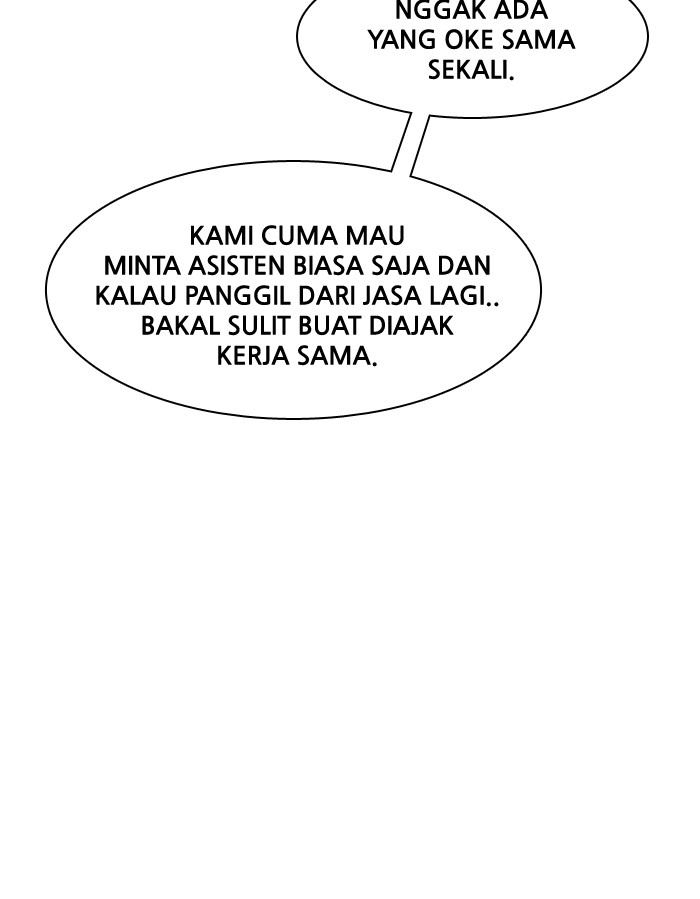 NGGAK ADA
YANG OKE SAMA
SEKALI.
KAMI CUMA MAU
MINTA ASISTEN BIASA SAJA DAN
KALAU PANGGIL DARI JASA LAGI..
BAKAL SULIT BUAT DIAJAK
KERJA SAMA.